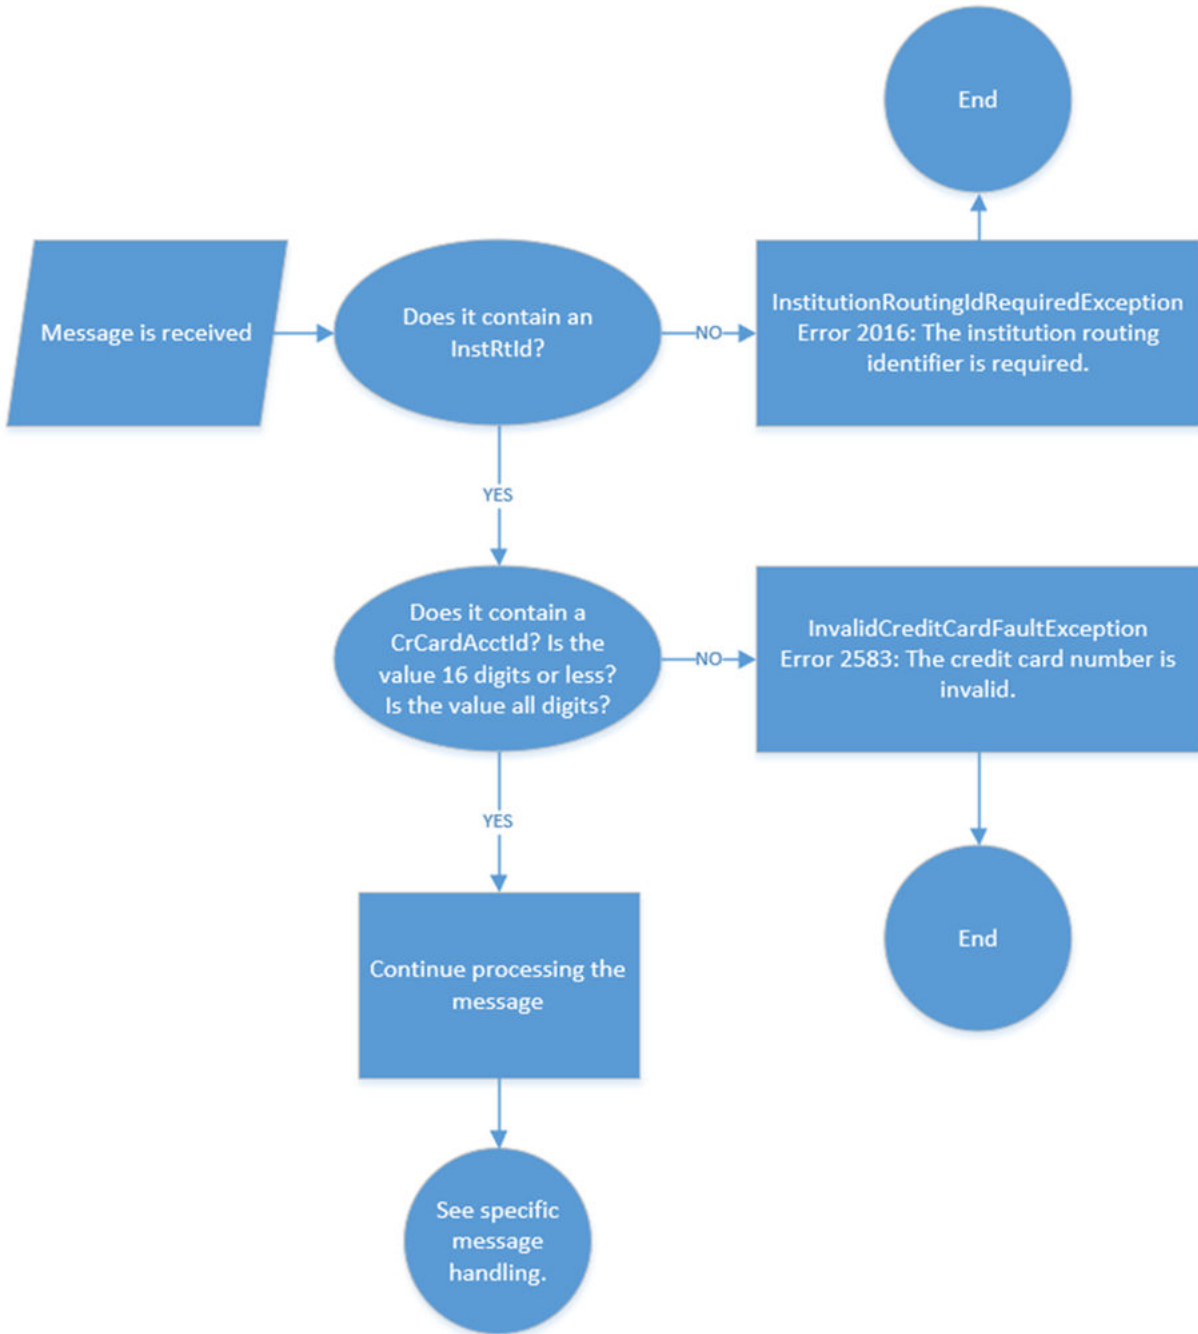 End
Message is received
Does it contain an
InstRtId?
NO
InstitutionRoutingIdRequiredException
Error 2016: The institution routing
identifier is required.
YES
Does it contain a
CrCardAcctId? Is the
value 16 digits or less?
Is the value all digits?
NO
InvalidCreditCardFaultException
Error 2583: The credit card number is
invalid.
YES
Continue processing the
message
End
See specific
message
handling.